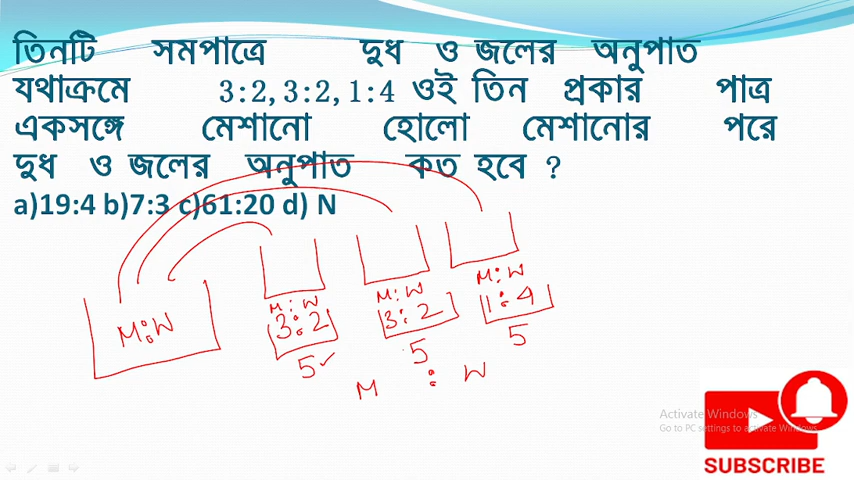 তিনটি সমপাত্রে দুধ ও জলের অনুপাত
যথাক্রমে 3:2,3:2,1:4 ওই তিন প্রকার পাত্র
একসঙ্গে মেশানো হোলো মেশানোর পরে
দুধ ও জলের অনুপাত কত হবে ?
a)19:4 b)7:3 c)61:20 d) N
M:W
M:W
M:W
M:W
3:2
3:2
1:4
5✓
5
5
M : W
Activate Windows
Go to PC settings to activate Windows.
SUBSCRIBE